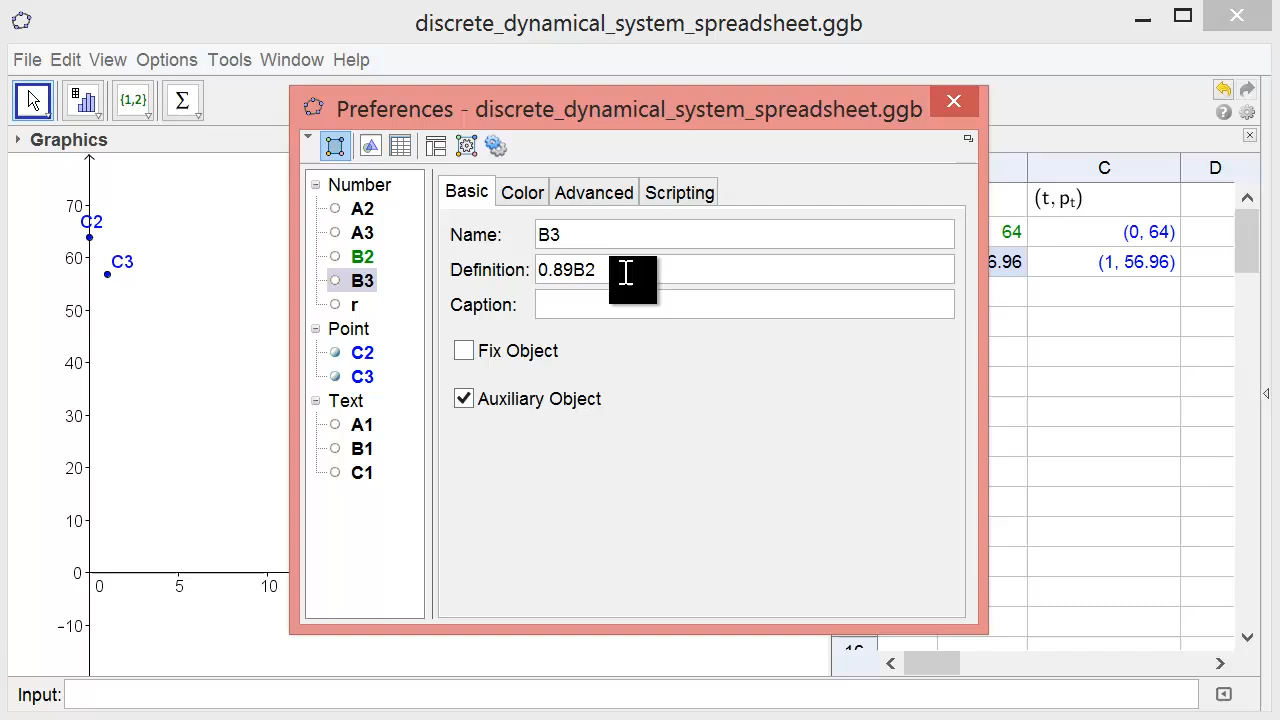 discrete_dynamical_system_spreadsheet.ggb
File Edit View Options Tools Window Help
{1,2} Σ
Graphics
70
60
50
40
30
20
10
0
−10
0 5 10
C2
C3
Preferences - discrete_dynamical_system_spreadsheet.ggb
Number
A2
A3
B2
B3
r
Point
C2
C3
Text
A1
B1
C1
Basic Color Advanced Scripting
Name: B3
Definition: 0.89B2
Caption:
Fix Object
Auxiliary Object
C D
(t, pₜ)
64 (0, 64)
6.96 (1, 56.96)
Input: